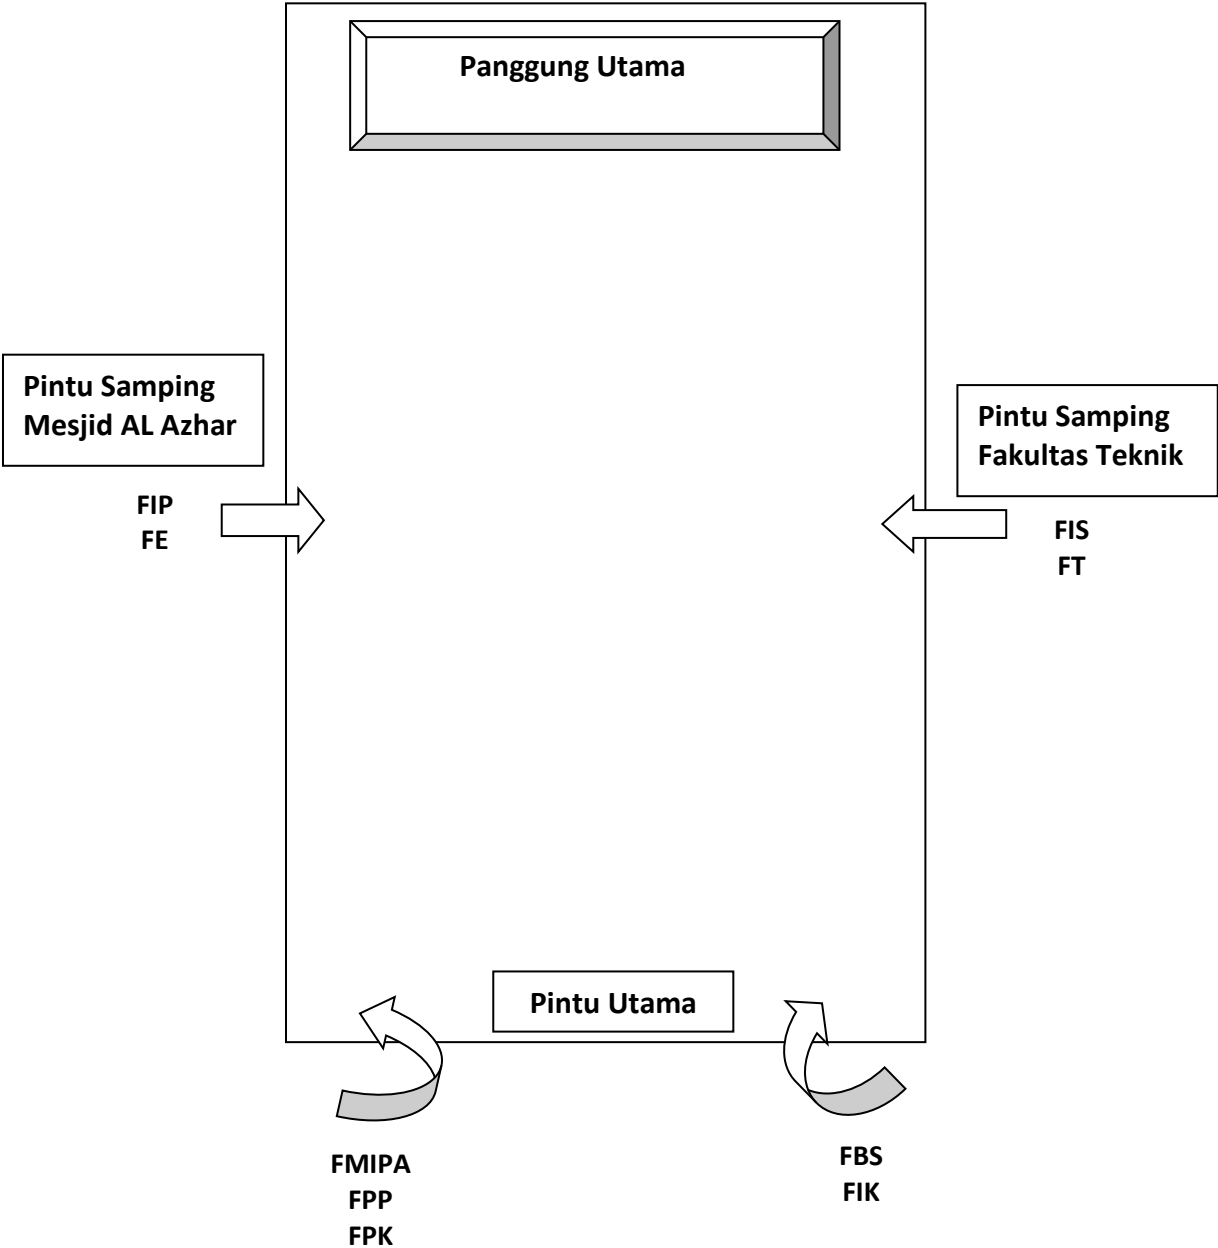 Panggung Utama
Pintu Samping
Mesjid AL Azhar
FIP
FE
Pintu Samping
Fakultas Teknik
FIS
FT
Pintu Utama
FMIPA
FPP
FPK
FBS
FIK